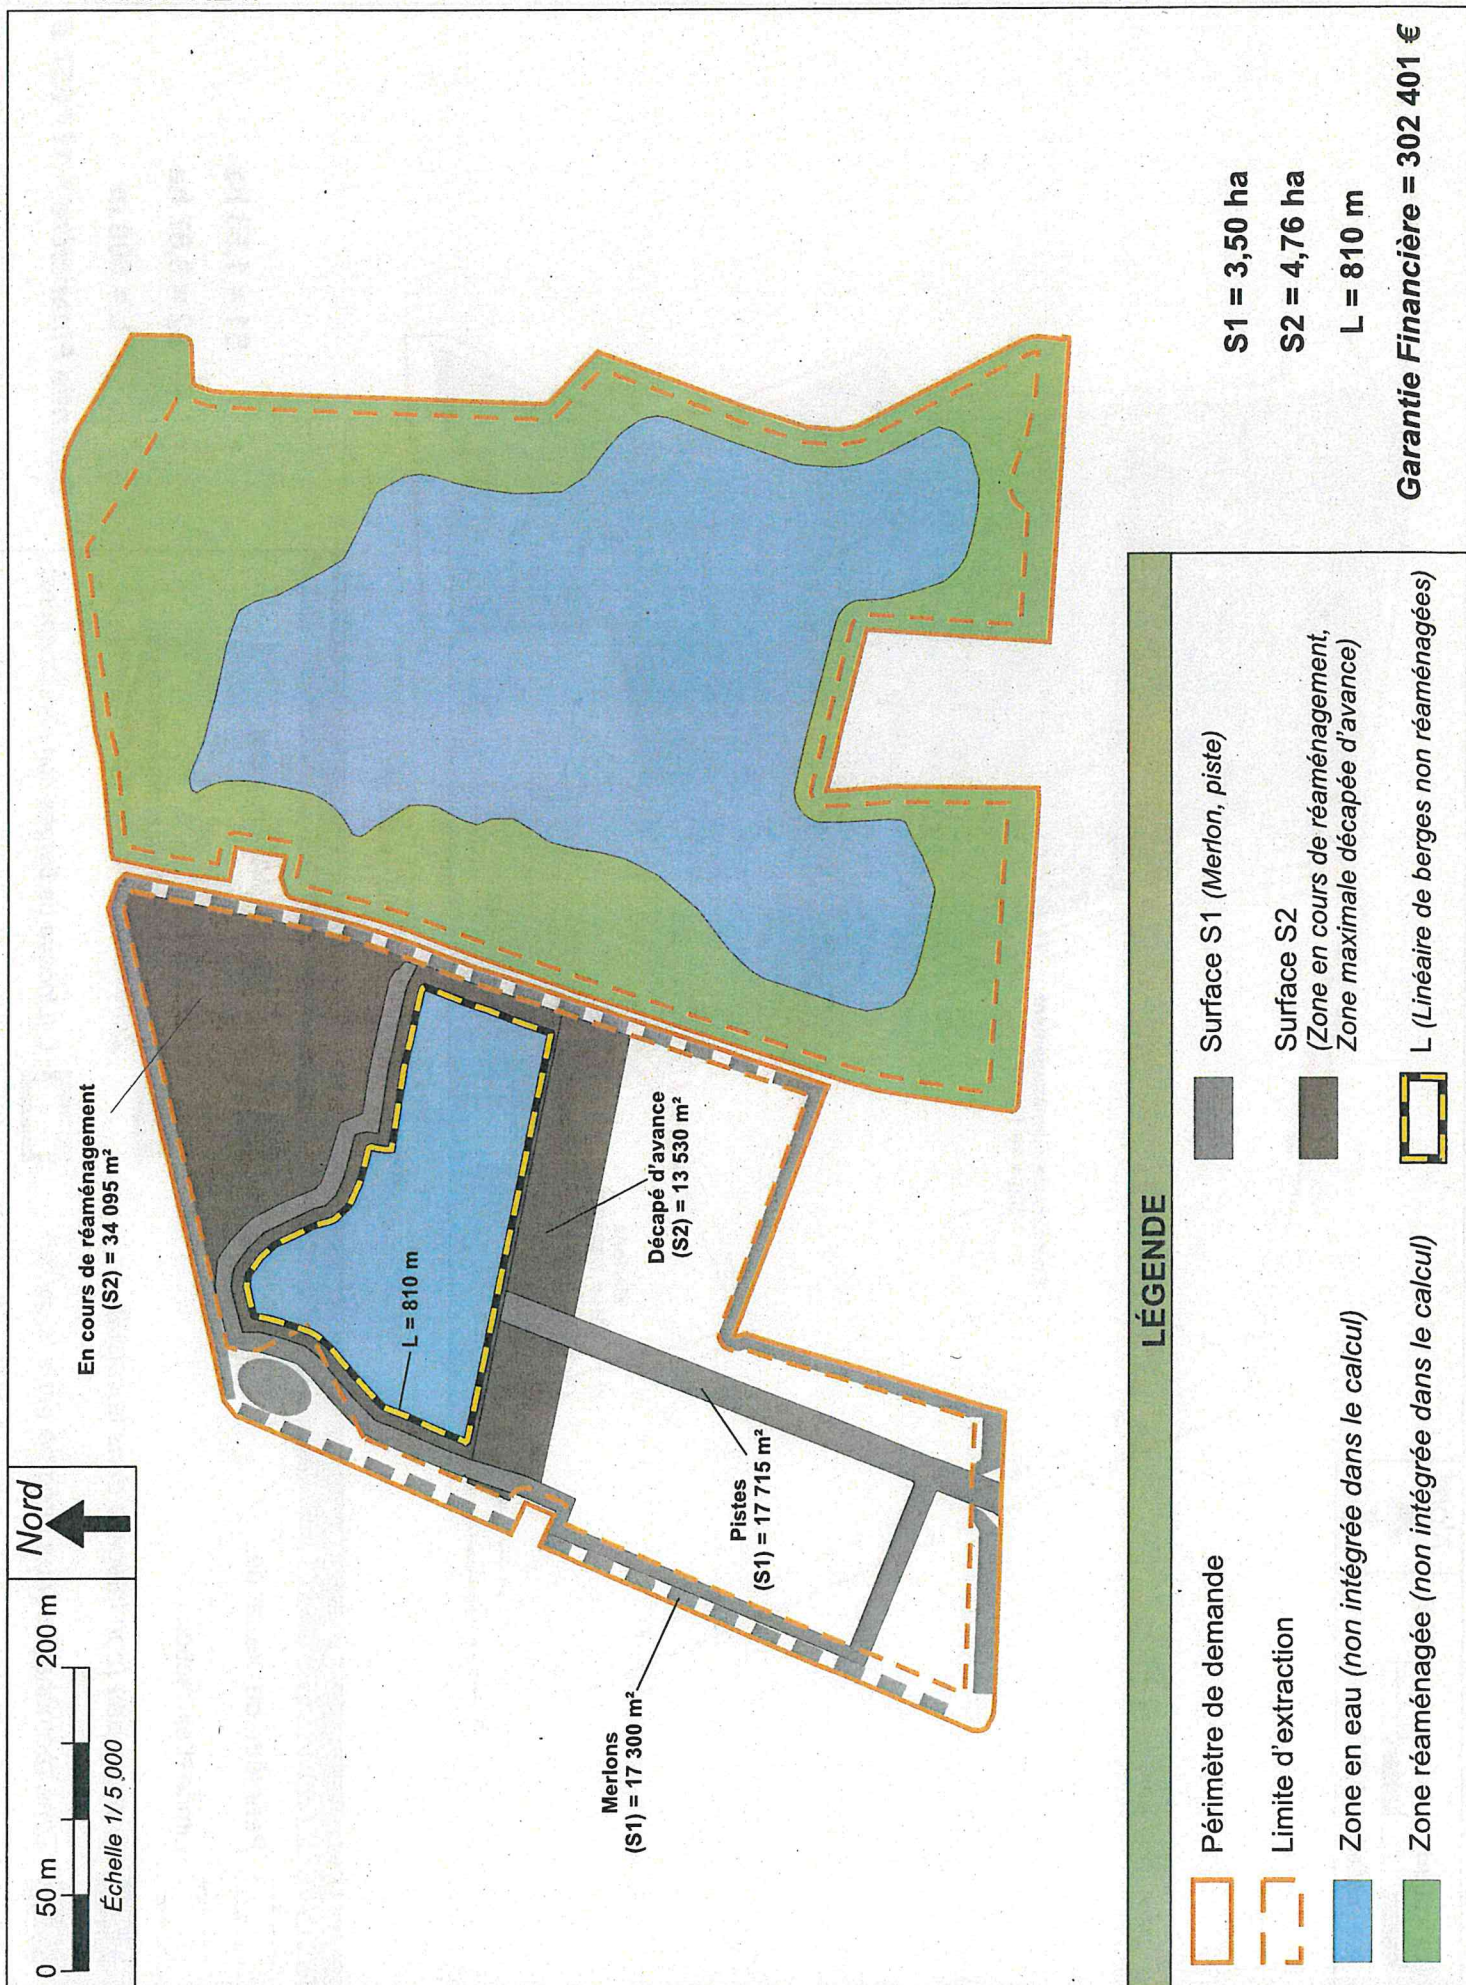 0 50 m 200 m
Échelle 1/ 5 000
Nord
En cours de réaménagement
(S2) = 34 095 m²
L = 810 m
Décapé d'avance
(S2) = 13 530 m²
Pistes
(S1) = 17 715 m²
Merlons
(S1) = 17 300 m²
LÉGENDE
Périmètre de demande
Limite d'extraction
Zone en eau (non intégrée dans le calcul)
Zone réaménagée (non intégrée dans le calcul)
Surface S1 (Merlon, piste)
Surface S2
(Zone en cours de réaménagement,
Zone maximale décapée d'avance)
L (Linéaire de berges non réaménagées)
S1 = 3,50 ha
S2 = 4,76 ha
L = 810 m
Garantie Financière = 302 401 €